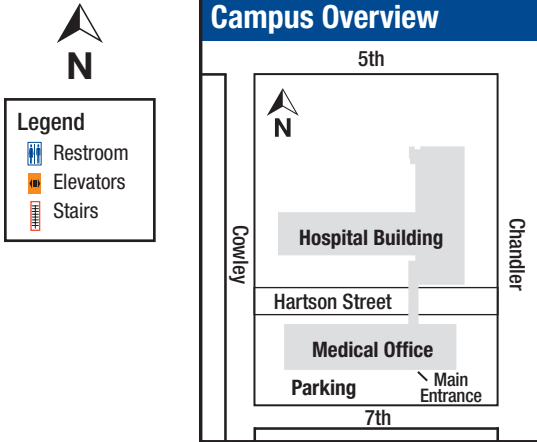 N
Legend
Restroom
Elevators
Stairs
Campus Overview
5th
N
Cowley
Hospital Building
Chandler
Hartson Street
Medical Office
Parking
Main
Entrance
7th